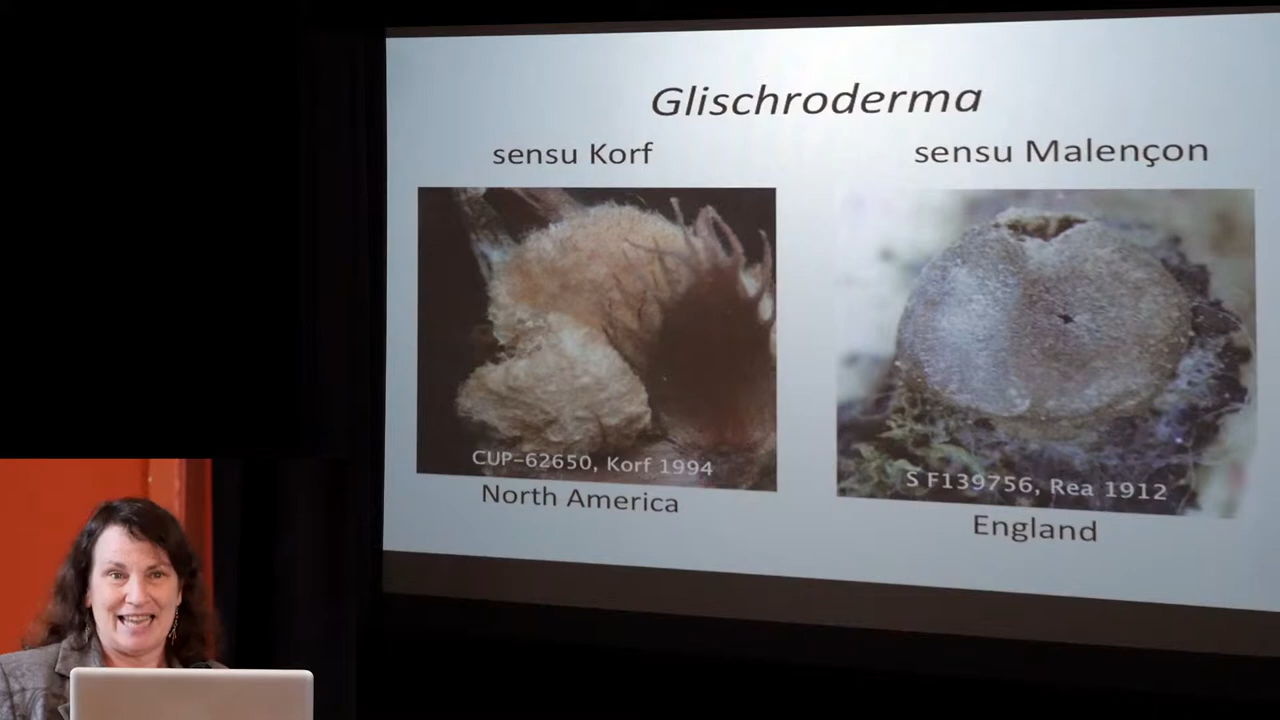 Glischroderma
sensu Korf
sensu Malençon
CUP-62650, Korf 1994
S F139756, Rea 1912
North America
England